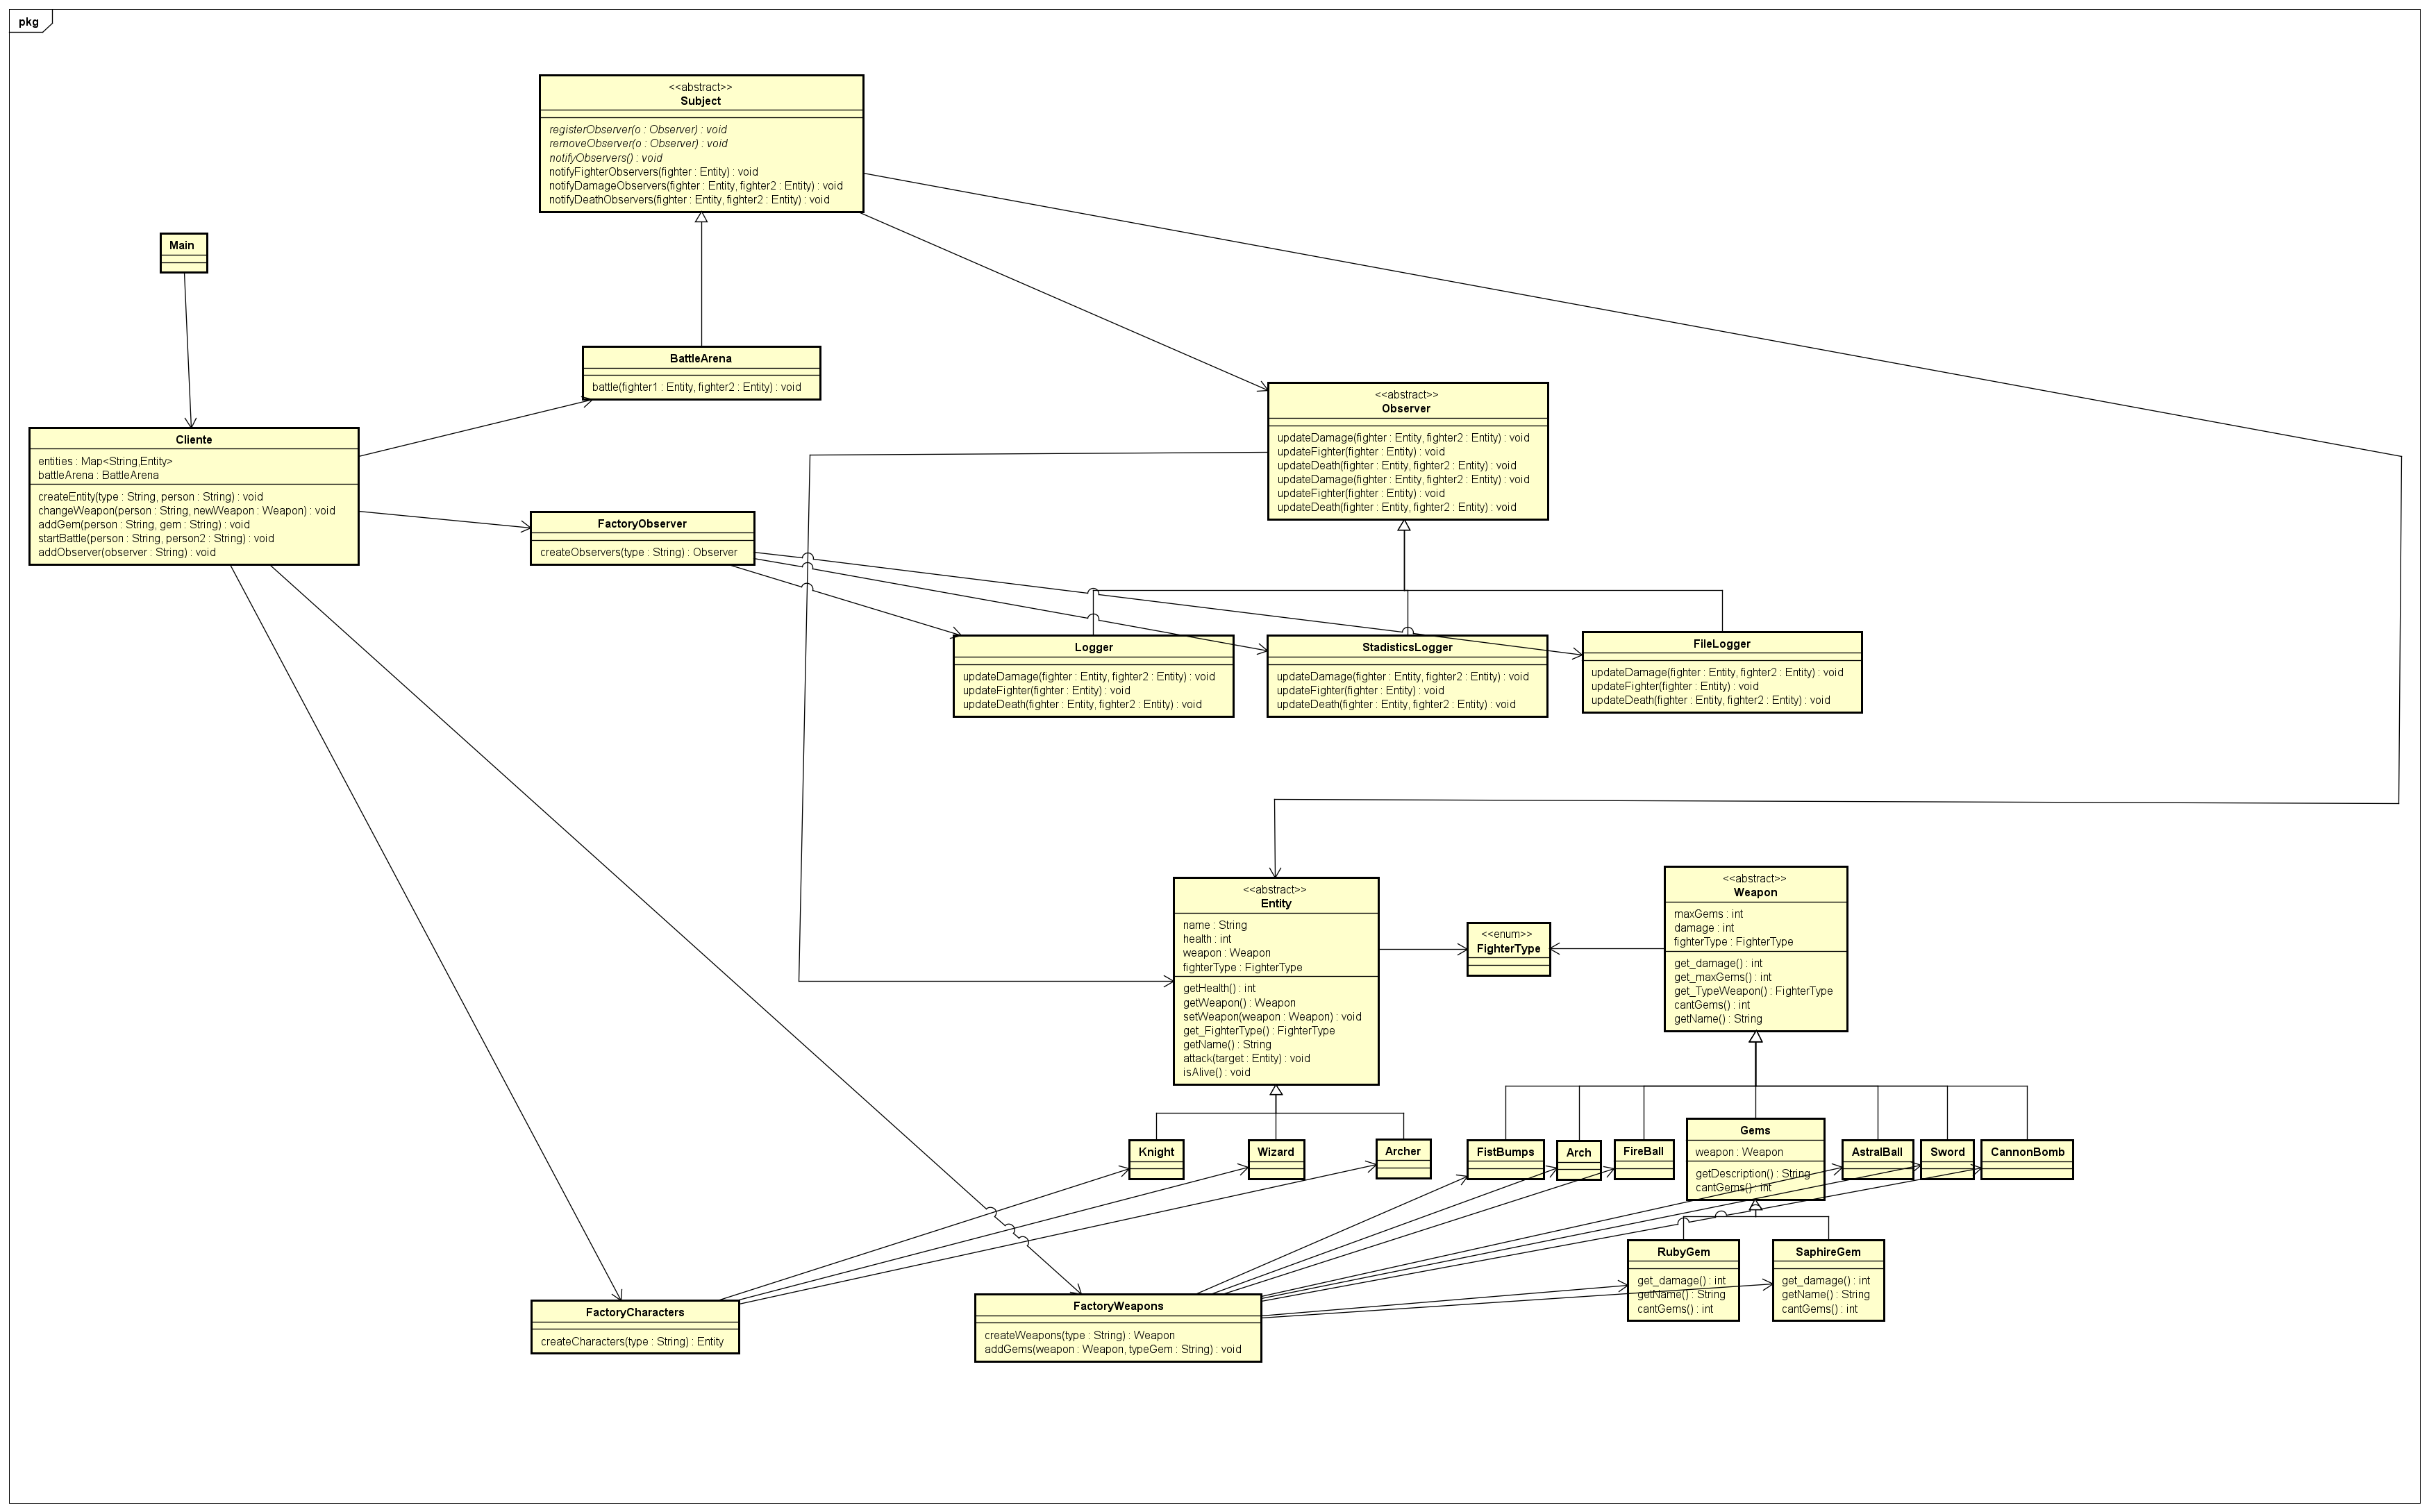 pkg
<<abstract>>
Subject
registerObserver(o : Observer) : void
removeObserver(o : Observer) : void
notifyObservers() : void
notifyFighterObservers(fighter : Entity) : void
notifyDamageObservers(fighter : Entity, fighter2 : Entity) : void
notifyDeathObservers(fighter : Entity, fighter2 : Entity) : void
Main
BattleArena
battle(fighter1 : Entity, fighter2 : Entity) : void
<<abstract>>
Observer
updateDamage(fighter : Entity, fighter2 : Entity) : void
updateFighter(fighter : Entity) : void
updateDeath(fighter : Entity, fighter2 : Entity) : void
updateDamage(fighter : Entity, fighter2 : Entity) : void
updateFighter(fighter : Entity) : void
updateDeath(fighter : Entity, fighter2 : Entity) : void
Cliente
entities : Map<String,Entity>
battleArena : BattleArena
createEntity(type : String, person : String) : void
changeWeapon(person : String, newWeapon : Weapon) : void
addGem(person : String, gem : String) : void
startBattle(person : String, person2 : String) : void
addObserver(observer : String) : void
FactoryObserver
createObservers(type : String) : Observer
Logger
updateDamage(fighter : Entity, fighter2 : Entity) : void
updateFighter(fighter : Entity) : void
updateDeath(fighter : Entity, fighter2 : Entity) : void
StadisticsLogger
updateDamage(fighter : Entity, fighter2 : Entity) : void
updateFighter(fighter : Entity) : void
updateDeath(fighter : Entity, fighter2 : Entity) : void
FileLogger
updateDamage(fighter : Entity, fighter2 : Entity) : void
updateFighter(fighter : Entity) : void
updateDeath(fighter : Entity, fighter2 : Entity) : void
<<abstract>>
Entity
name : String
health : int
weapon : Weapon
fighterType : FighterType
getHealth() : int
getWeapon() : Weapon
setWeapon(weapon : Weapon) : void
get_FighterType() : FighterType
getName() : String
attack(target : Entity) : void
isAlive() : void
<<enum>>
FighterType
<<abstract>>
Weapon
maxGems : int
damage : int
fighterType : FighterType
get_damage() : int
get_maxGems() : int
get_TypeWeapon() : FighterType
cantGems() : int
getName() : String
Knight
Wizard
Archer
FistBumps
Arch
FireBall
Gems
weapon : Weapon
getDescription() : String
cantGems() : int
AstralBall
Sword
CannonBomb
RubyGem
get_damage() : int
getName() : String
cantGems() : int
SaphireGem
get_damage() : int
getName() : String
cantGems() : int
FactoryCharacters
createCharacters(type : String) : Entity
FactoryWeapons
createWeapons(type : String) : Weapon
addGems(weapon : Weapon, typeGem : String) : void